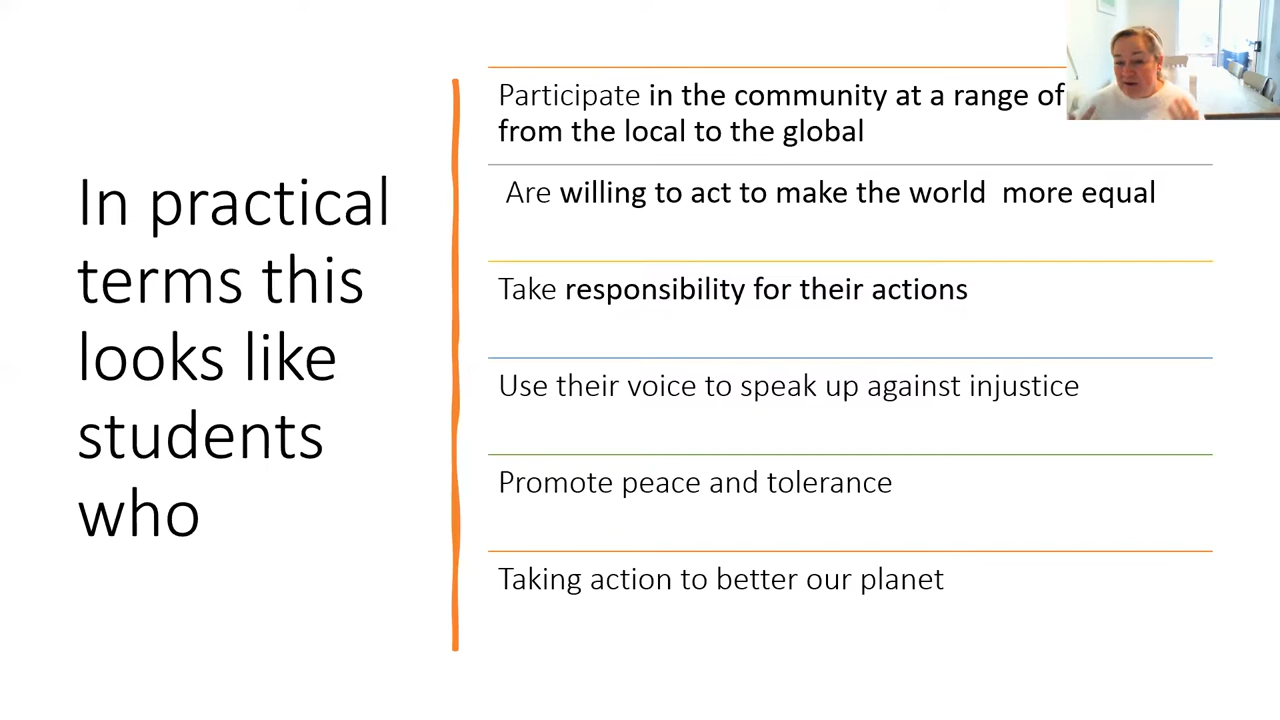 In practical
terms this
looks like
students
who
Participate in the community at a range of
from the local to the global
Are willing to act to make the world  more equal
Take responsibility for their actions
Use their voice to speak up against injustice
Promote peace and tolerance
Taking action to better our planet